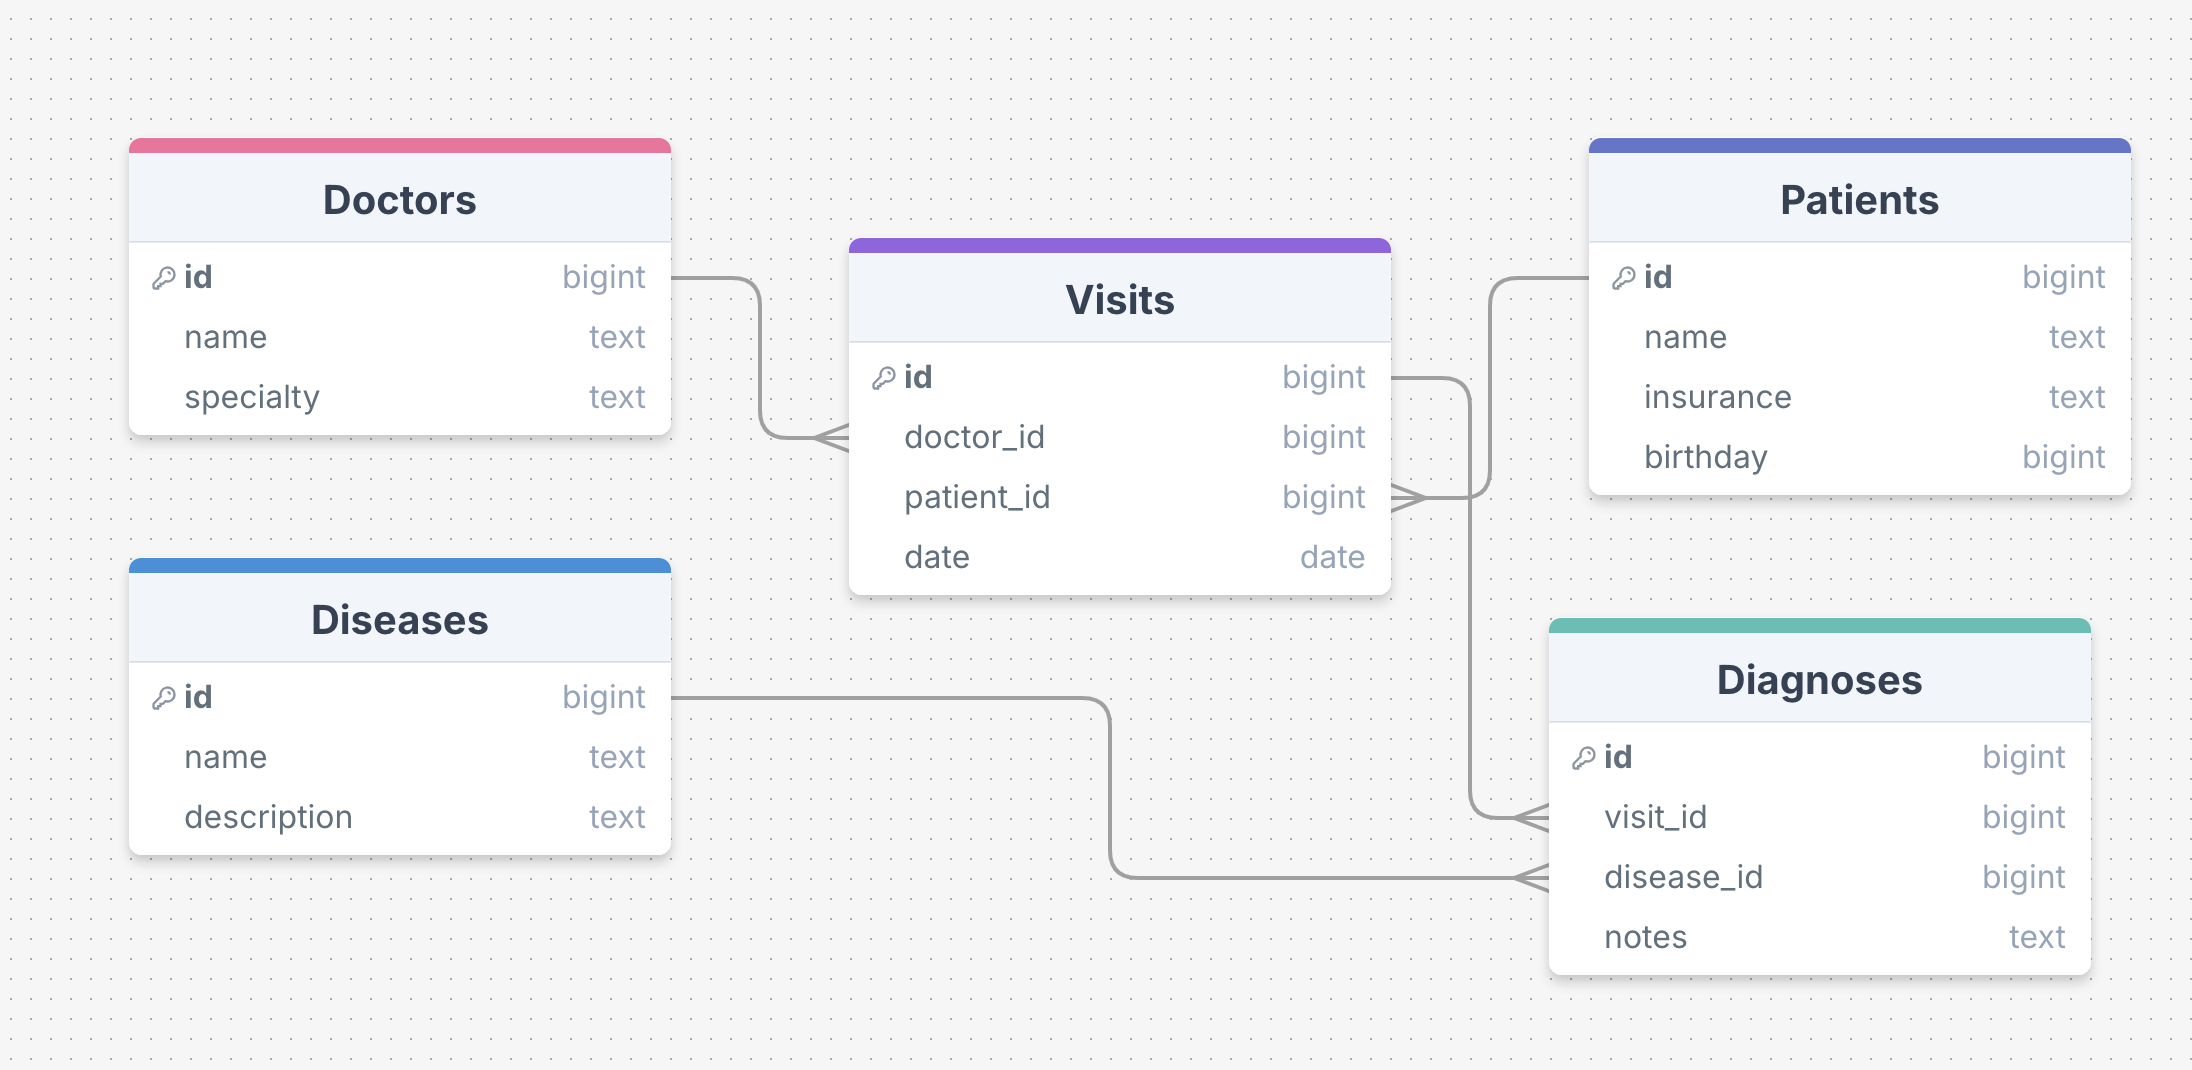 Doctors
id bigint
name text
specialty text
Visits
id bigint
doctor_id bigint
patient_id bigint
date date
Patients
id bigint
name text
insurance text
birthday bigint
Diseases
id bigint
name text
description text
Diagnoses
id bigint
visit_id bigint
disease_id bigint
notes text